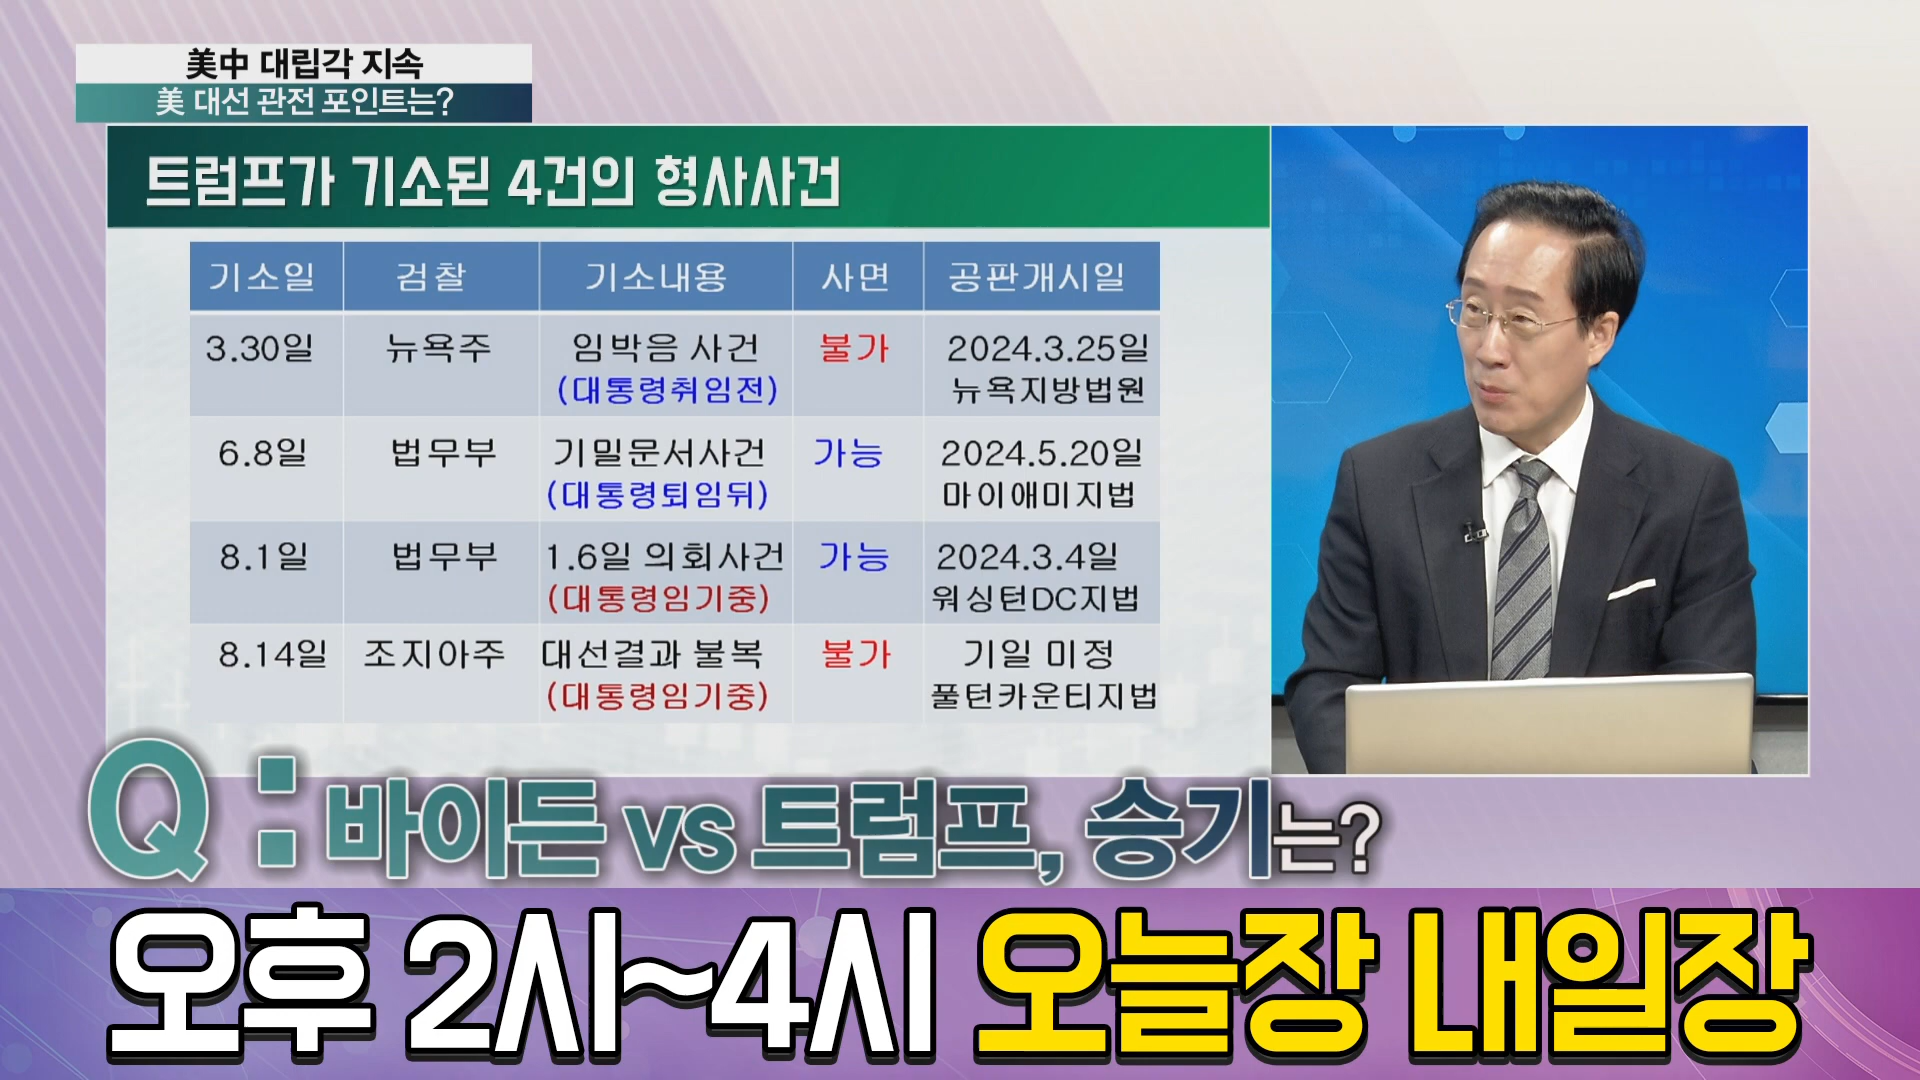 美中 대립각 지속
美 대선 관전 포인트는?
트럼프가 기소된 4건의 형사사건
기소일 검찰 기소내용 사면 공판개시일
3.30일 뉴욕주 임박음 사건 불가 2024.3.25일
(대통령취임전) 뉴욕지방법원
6.8일 법무부 기밀문서사건 가능 2024.5.20일
(대통령퇴임뒤) 마이애미지법
8.1일 법무부 1.6일 의회사건 가능 2024.3.4일
(대통령임기중) 워싱턴DC지법
8.14일 조지아주 대선결과 불복 불가 기일 미정
(대통령임기중) 풀턴카운티지법
Q : 바이든 vs 트럼프, 승기는?
오후 2시~4시 오늘장 내일장